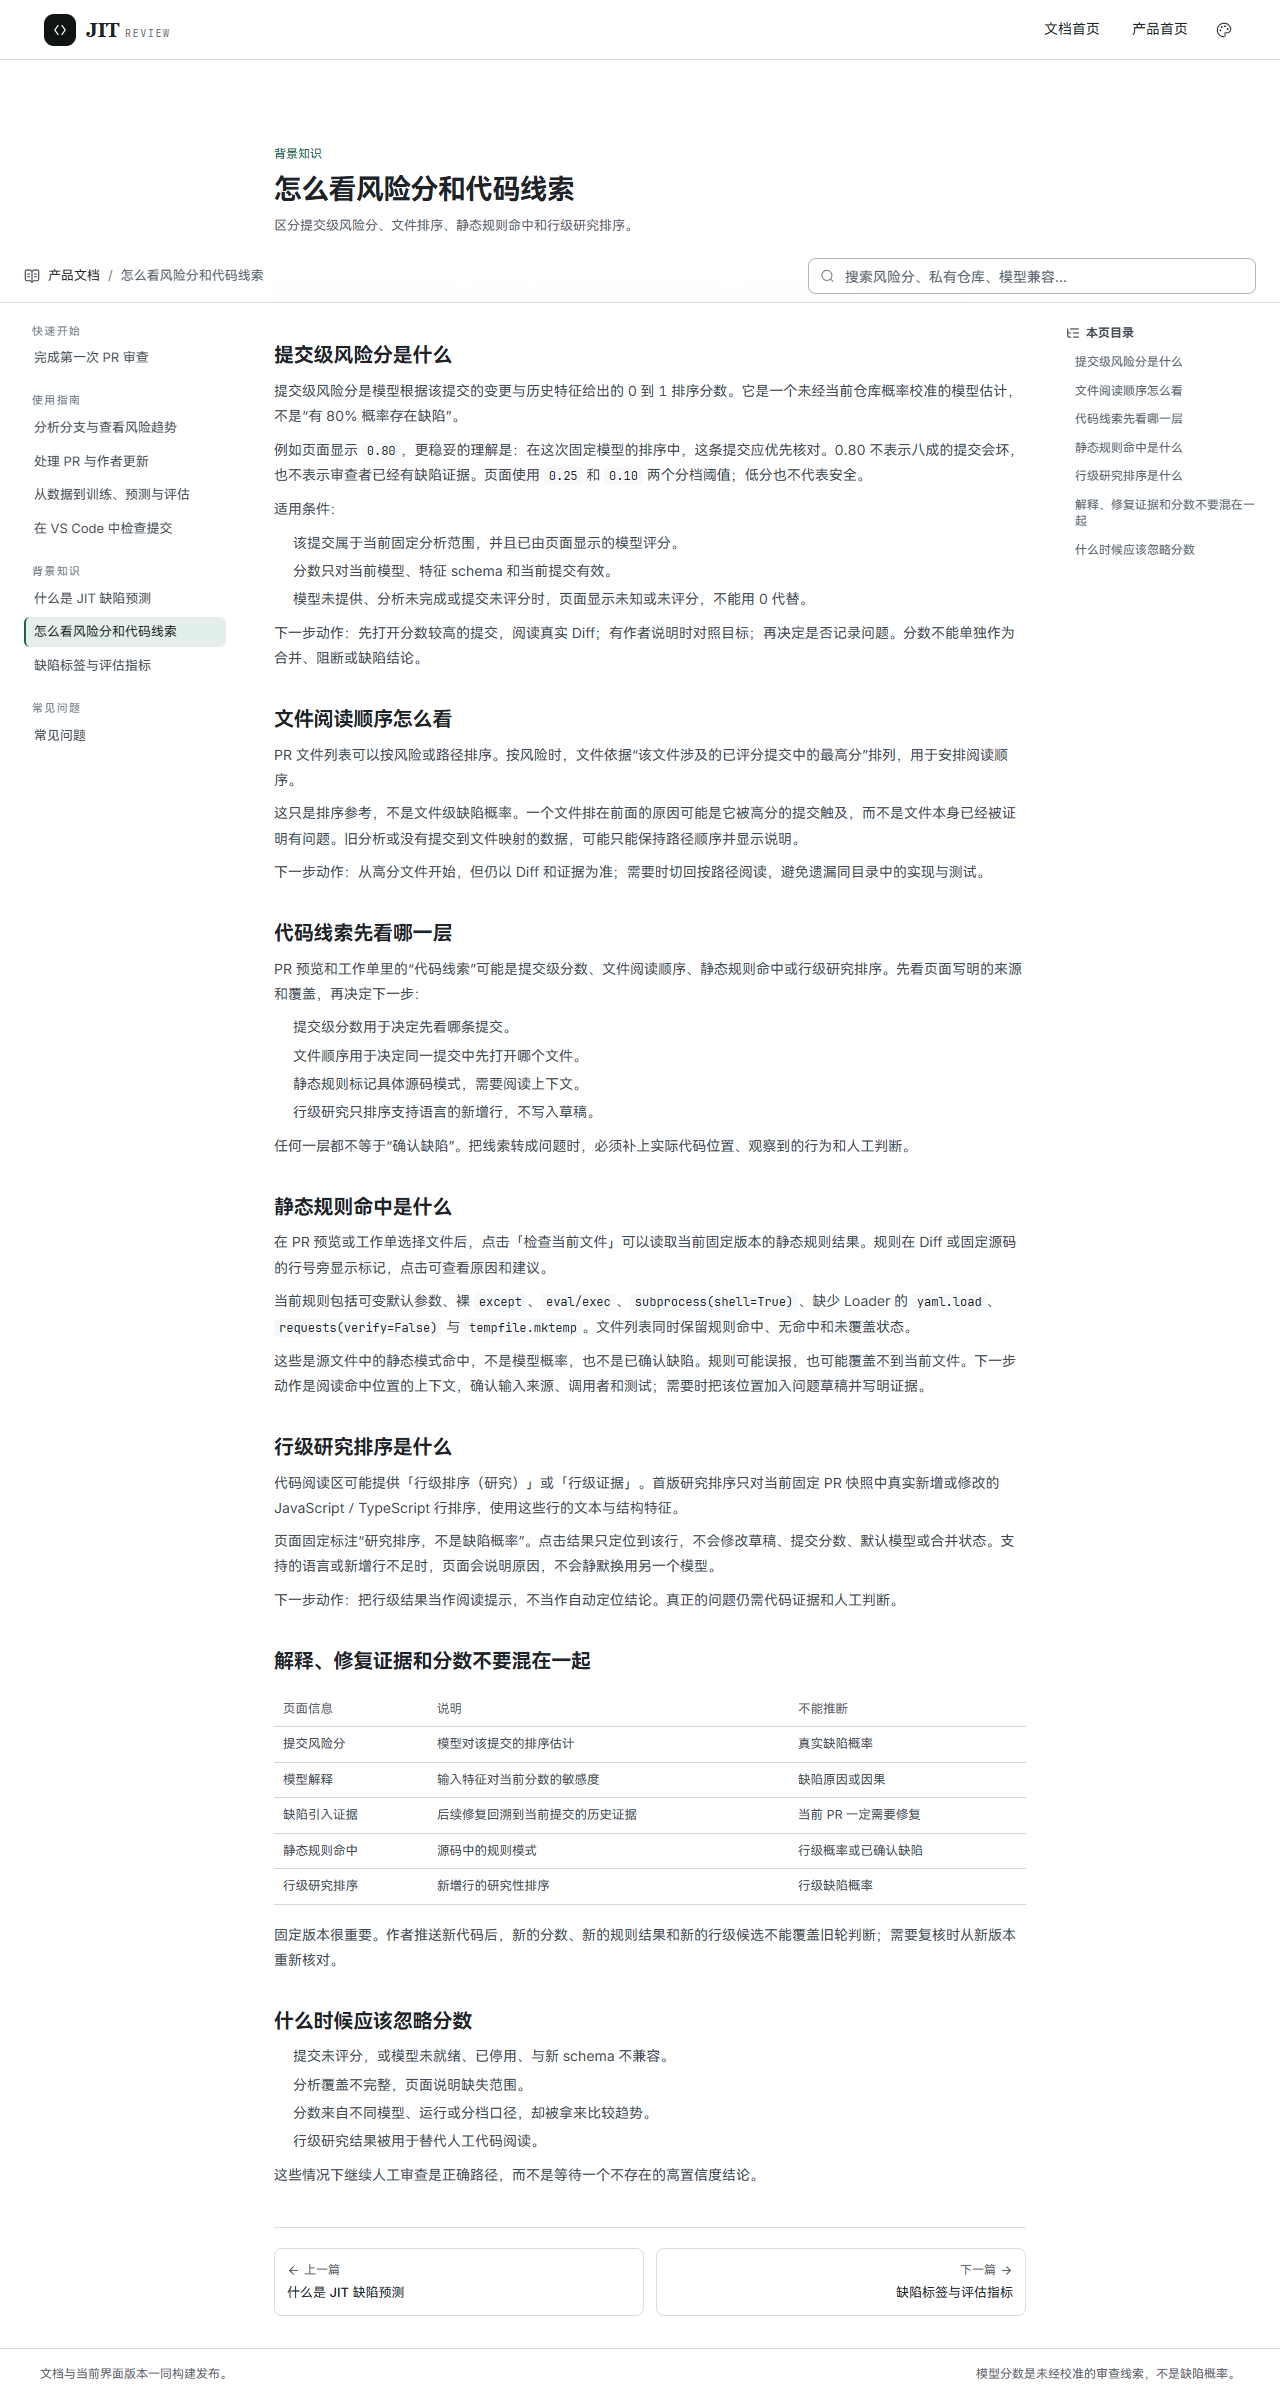 JIT REVIEW
文档首页
产品首页
背景知识
怎么看风险分和代码线索
区分提交级风险分、文件排序、静态规则命中和行级研究排序。
产品文档 / 怎么看风险分和代码线索
搜索风险分、私有仓库、模型兼容...
快速开始
完成第一次 PR 审查
使用指南
分析分支与查看风险趋势
处理 PR 与作者更新
从数据到训练、预测与评估
在 VS Code 中检查提交
背景知识
什么是 JIT 缺陷预测
怎么看风险分和代码线索
缺陷标签与评估指标
常见问题
常见问题
提交级风险分是什么
提交级风险分是模型根据该提交的变更与历史特征给出的 0 到 1 排序分数。它是一个未经当前仓库概率校准的模型估计，
不是“有 80% 概率存在缺陷”。
例如页面显示 0.80 ，更稳妥的理解是：在这次固定模型的排序中，这条提交应优先核对。0.80 不表示八成的提交会坏，
也不表示审查者已经有缺陷证据。页面使用 0.25 和 0.10 两个分档阈值；低分也不代表安全。
适用条件：
该提交属于当前固定分析范围，并且已由页面显示的模型评分。
分数只对当前模型、特征 schema 和当前提交有效。
模型未提供、分析未完成或提交未评分时，页面显示未知或未评分，不能用 0 代替。
下一步动作：先打开分数较高的提交，阅读真实 Diff；有作者说明时对照目标；再决定是否记录问题。分数不能单独作为
合并、阻断或缺陷结论。
文件阅读顺序怎么看
PR 文件列表可以按风险或路径排序。按风险时，文件依据“该文件涉及的已评分提交中的最高分”排列，用于安排阅读顺
序。
这只是排序参考，不是文件级缺陷概率。一个文件排在前面的原因可能是它被高分的提交触及，而不是文件本身已经被证
明有问题。旧分析或没有提交到文件映射的数据，可能只能保持路径顺序并显示说明。
下一步动作：从高分文件开始，但仍以 Diff 和证据为准；需要时切回按路径阅读，避免遗漏同目录中的实现与测试。
代码线索先看哪一层
PR 预览和工作单里的“代码线索”可能是提交级分数、文件阅读顺序、静态规则命中或行级研究排序。先看页面写明的来源
和覆盖，再决定下一步：
提交级分数用于决定先看哪条提交。
文件顺序用于决定同一提交中先打开哪个文件。
静态规则标记具体源码模式，需要阅读上下文。
行级研究只排序支持语言的新增行，不写入草稿。
任何一层都不等于“确认缺陷”。把线索转成问题时，必须补上实际代码位置、观察到的行为和人工判断。
静态规则命中是什么
在 PR 预览或工作单选择文件后，点击「检查当前文件」可以读取当前固定版本的静态规则结果。规则在 Diff 或固定源码
的行号旁显示标记，点击可查看原因和建议。
当前规则包括可变默认参数、裸 except 、 eval/exec 、 subprocess(shell=True) 、缺少 Loader 的 yaml.load 、
requests(verify=False) 与 tempfile.mktemp 。文件列表同时保留规则命中、无命中和未覆盖状态。
这些是源文件中的静态模式命中，不是模型概率，也不是已确认缺陷。规则可能误报，也可能覆盖不到当前文件。下一步
动作是阅读命中位置的上下文，确认输入来源、调用者和测试；需要时把该位置加入问题草稿并写明证据。
行级研究排序是什么
代码阅读区可能提供「行级排序（研究）」或「行级证据」。首版研究排序只对当前固定 PR 快照中真实新增或修改的
JavaScript / TypeScript 行排序，使用这些行的文本与结构特征。
页面固定标注“研究排序，不是缺陷概率”。点击结果只定位到该行，不会修改草稿、提交分数、默认模型或合并状态。支
持的语言或新增行不足时，页面会说明原因，不会静默换用另一个模型。
下一步动作：把行级结果当作阅读提示，不当作自动定位结论。真正的问题仍需代码证据和人工判断。
解释、修复证据和分数不要混在一起
页面信息 说明 不能推断
提交风险分 模型对该提交的排序估计 真实缺陷概率
模型解释 输入特征对当前分数的敏感度 缺陷原因或因果
缺陷引入证据 后续修复回溯到当前提交的历史证据 当前 PR 一定需要修复
静态规则命中 源码中的规则模式 行级概率或已确认缺陷
行级研究排序 新增行的研究性排序 行级缺陷概率
固定版本很重要。作者推送新代码后，新的分数、新的规则结果和新的行级候选不能覆盖旧轮判断；需要复核时从新版本
重新核对。
什么时候应该忽略分数
提交未评分，或模型未就绪、已停用、与新 schema 不兼容。
分析覆盖不完整，页面说明缺失范围。
分数来自不同模型、运行或分档口径，却被拿来比较趋势。
行级研究结果被用于替代人工代码阅读。
这些情况下继续人工审查是正确路径，而不是等待一个不存在的高置信度结论。
← 上一篇
什么是 JIT 缺陷预测
下一篇 →
缺陷标签与评估指标
本页目录
提交级风险分是什么
文件阅读顺序怎么看
代码线索先看哪一层
静态规则命中是什么
行级研究排序是什么
解释、修复证据和分数不要混在一
起
什么时候应该忽略分数
文档与当前界面版本一同构建发布。
模型分数是未经校准的审查线索，不是缺陷概率。